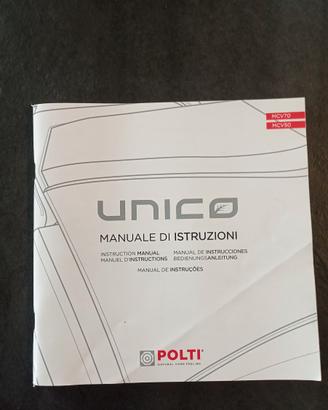 MCV70
MCV50
UNICO
MANUALE DI ISTRUZIONI
INSTRUCTION MANUAL MANUAL DE INSTRUCCIONES
MANUEL D'INSTRUCTIONS BEDIENUNGSANLEITUNG
MANUAL DE INSTRUÇÕES
POLTI